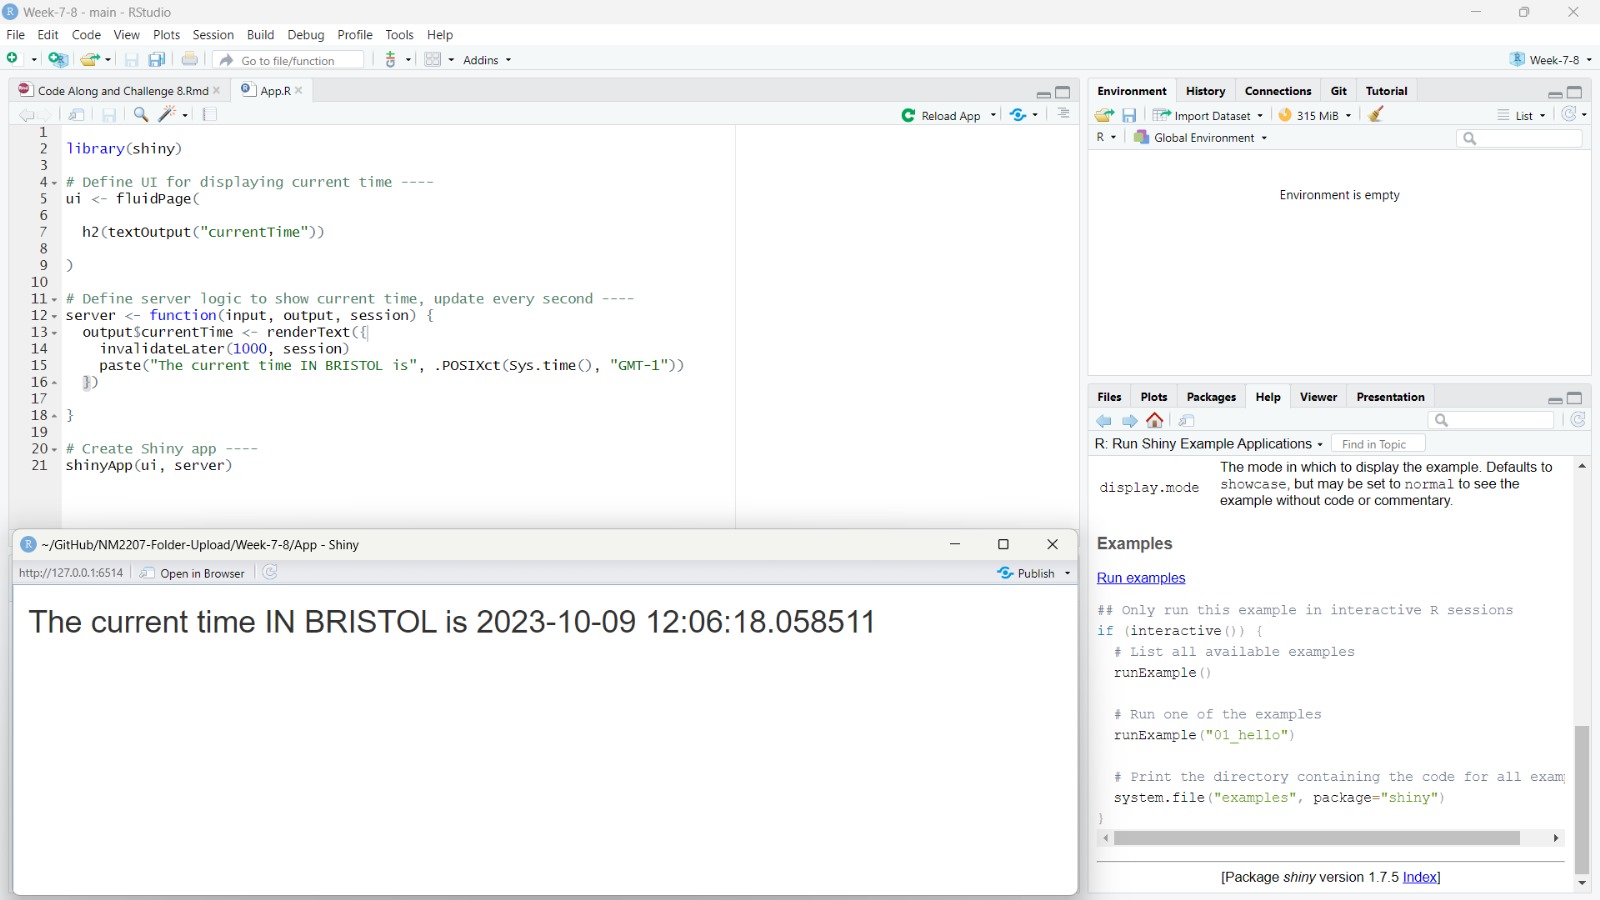 Week-7-8 - main - RStudio
File Edit Code View Plots Session Build Debug Profile Tools Help
Go to file/function Addins Week-7-8
Code Along and Challenge 8.Rmd App.R
Reload App
1
2 library(shiny)
3
4 # Define UI for displaying current time ----
5 ui <- fluidPage(
6
7 h2(textOutput("currentTime"))
8
9 )
10
11 # Define server logic to show current time, update every second ----
12 server <- function(input, output, session) {
13 output$currentTime <- renderText({
14 invalidateLater(1000, session)
15 paste("The current time IN BRISTOL is", .POSIXct(Sys.time(), "GMT-1"))
16 })
17
18 }
19
20 # Create Shiny app ----
21 shinyApp(ui, server)
~/GitHub/NM2207-Folder-Upload/Week-7-8/App - Shiny
http://127.0.0.1:6514 Open in Browser Publish
The current time IN BRISTOL is 2023-10-09 12:06:18.058511
Environment History Connections Git Tutorial
Import Dataset 315 MiB List
R Global Environment
Environment is empty
Files Plots Packages Help Viewer Presentation
R: Run Shiny Example Applications Find in Topic
display.mode
The mode in which to display the example. Defaults to
showcase, but may be set to normal to see the
example without code or commentary.
Examples
Run examples
## Only run this example in interactive R sessions
if (interactive()) {
# List all available examples
runExample()
# Run one of the examples
runExample("01_hello")
# Print the directory containing the code for all exam
system.file("examples", package="shiny")
}
[Package shiny version 1.7.5 Index]